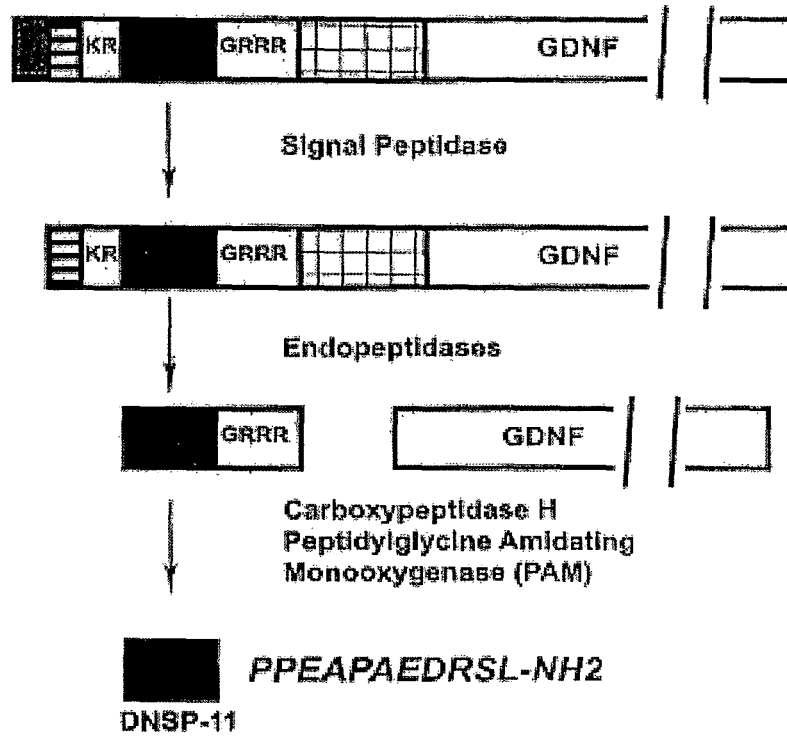 KR GRRR GDNF
Signal Peptidase
KR GRRR GDNF
Endopeptidases
GRRR GDNF
Carboxypeptidase H
Peptidylglycine Amidating
Monooxygenase (PAM)
PPEAPAEDRSL-NH2
DNSP-11